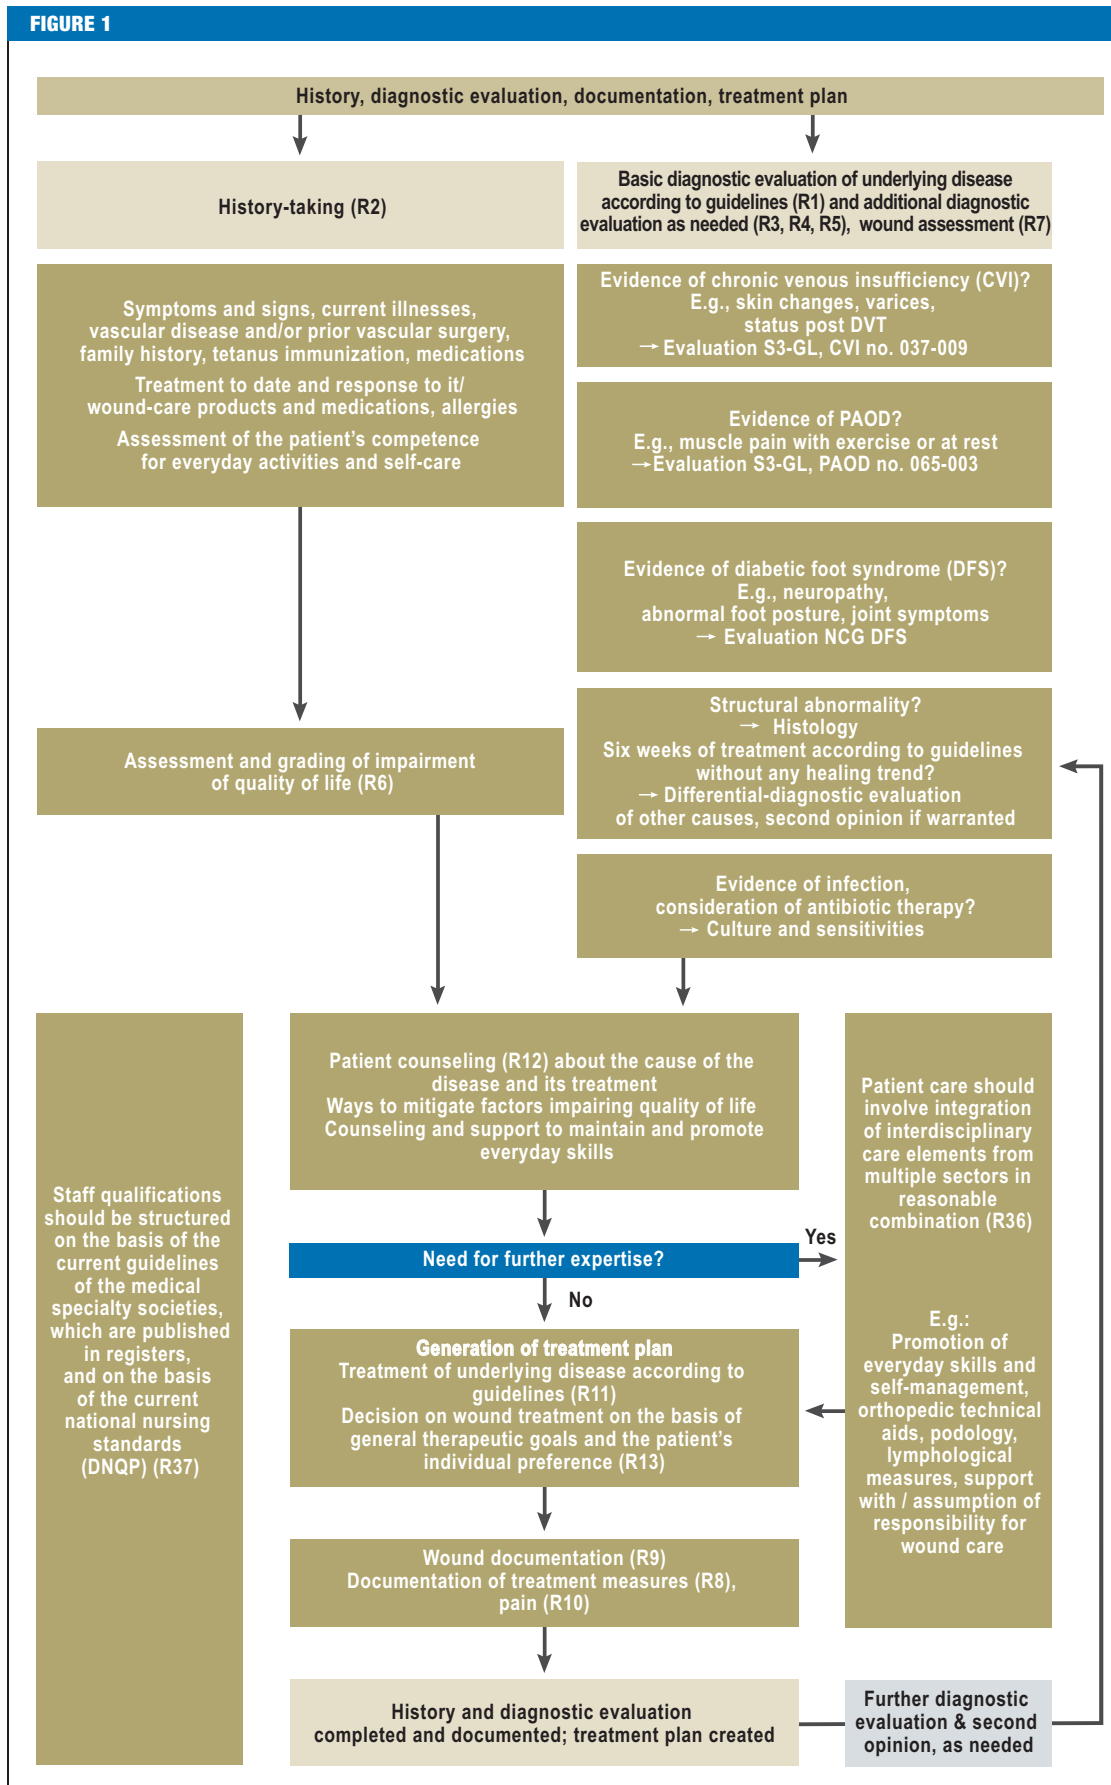 FIGURE 1
History, diagnostic evaluation, documentation, treatment plan
History-taking (R2)
Symptoms and signs, current illnesses,
vascular disease and/or prior vascular surgery,
family history, tetanus immunization, medications
Treatment to date and response to it/
wound-care products and medications, allergies
Assessment of the patient's competence
for everyday activities and self-care
Assessment and grading of impairment
of quality of life (R6)
Basic diagnostic evaluation of underlying disease
according to guidelines (R1) and additional diagnostic
evaluation as needed (R3, R4, R5), wound assessment (R7)
Evidence of chronic venous insufficiency (CVI)?
E.g., skin changes, varices,
status post DVT
→ Evaluation S3-GL, CVI no. 037-009
Evidence of PAOD?
E.g., muscle pain with exercise or at rest
→ Evaluation S3-GL, PAOD no. 065-003
Evidence of diabetic foot syndrome (DFS)?
E.g., neuropathy,
abnormal foot posture, joint symptoms
→ Evaluation NCG DFS
Structural abnormality?
→ Histology
Six weeks of treatment according to guidelines
without any healing trend?
→ Differential-diagnostic evaluation
of other causes, second opinion if warranted
Evidence of infection,
consideration of antibiotic therapy?
→ Culture and sensitivities
Staff qualifications
should be structured
on the basis of the
current guidelines
of the medical
specialty societies,
which are published
in registers,
and on the basis
of the current
national nursing
standards
(DNQP) (R37)
Patient counseling (R12) about the cause of the
disease and its treatment
Ways to mitigate factors impairing quality of life
Counseling and support to maintain and promote
everyday skills
Need for further expertise?
Yes
No
Generation of treatment plan
Treatment of underlying disease according to
guidelines (R11)
Decision on wound treatment on the basis of
general therapeutic goals and the patient's
individual preference (R13)
Wound documentation (R9)
Documentation of treatment measures (R8),
pain (R10)
History and diagnostic evaluation
completed and documented; treatment plan created
Patient care should
involve integration
of interdisciplinary
care elements from
multiple sectors in
reasonable
combination (R36)
E.g.:
Promotion of
everyday skills and
self-management,
orthopedic technical
aids, podology,
lymphological
measures, support
with / assumption of
responsibility for
wound care
Further diagnostic
evaluation & second
opinion, as needed